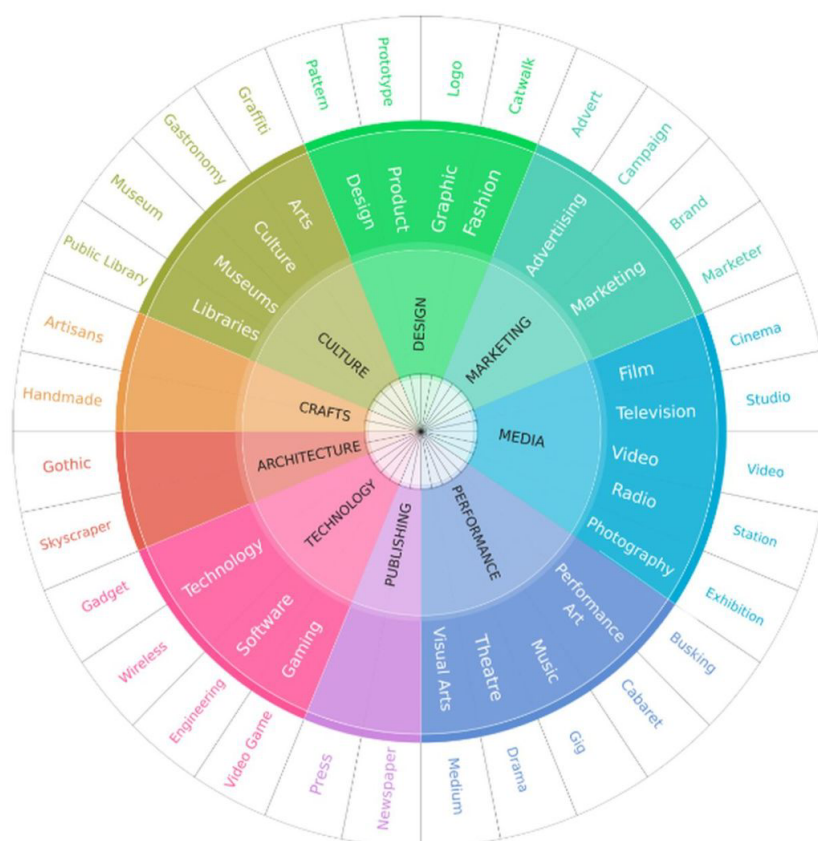 Pattern
Prototype
Logo
Catwalk
Advert
Campaign
Brand
Marketer
Cinema
Studio
Video
Station
Exhibition
Busking
Cabaret
Gig
Drama
Medium
Newspaper
Press
Video Game
Engineering
Wireless
Gadget
Skyscraper
Gothic
Handmade
Artisans
Public Library
Museum
Gastronomy
Graffiti
Design
Product
Graphic
Fashion
Advertiising
Marketing
Film
Television
Video
Radio
Photography
Performance
Art
Music
Theatre
Visual Arts
Gaming
Software
Technology
Libraries
Museums
Culture
Arts
DESIGN
MARKETING
MEDIA
PERFORMANCE
PUBLISHING
TECHNOLOGY
ARCHITECTURE
CRAFTS
CULTURE